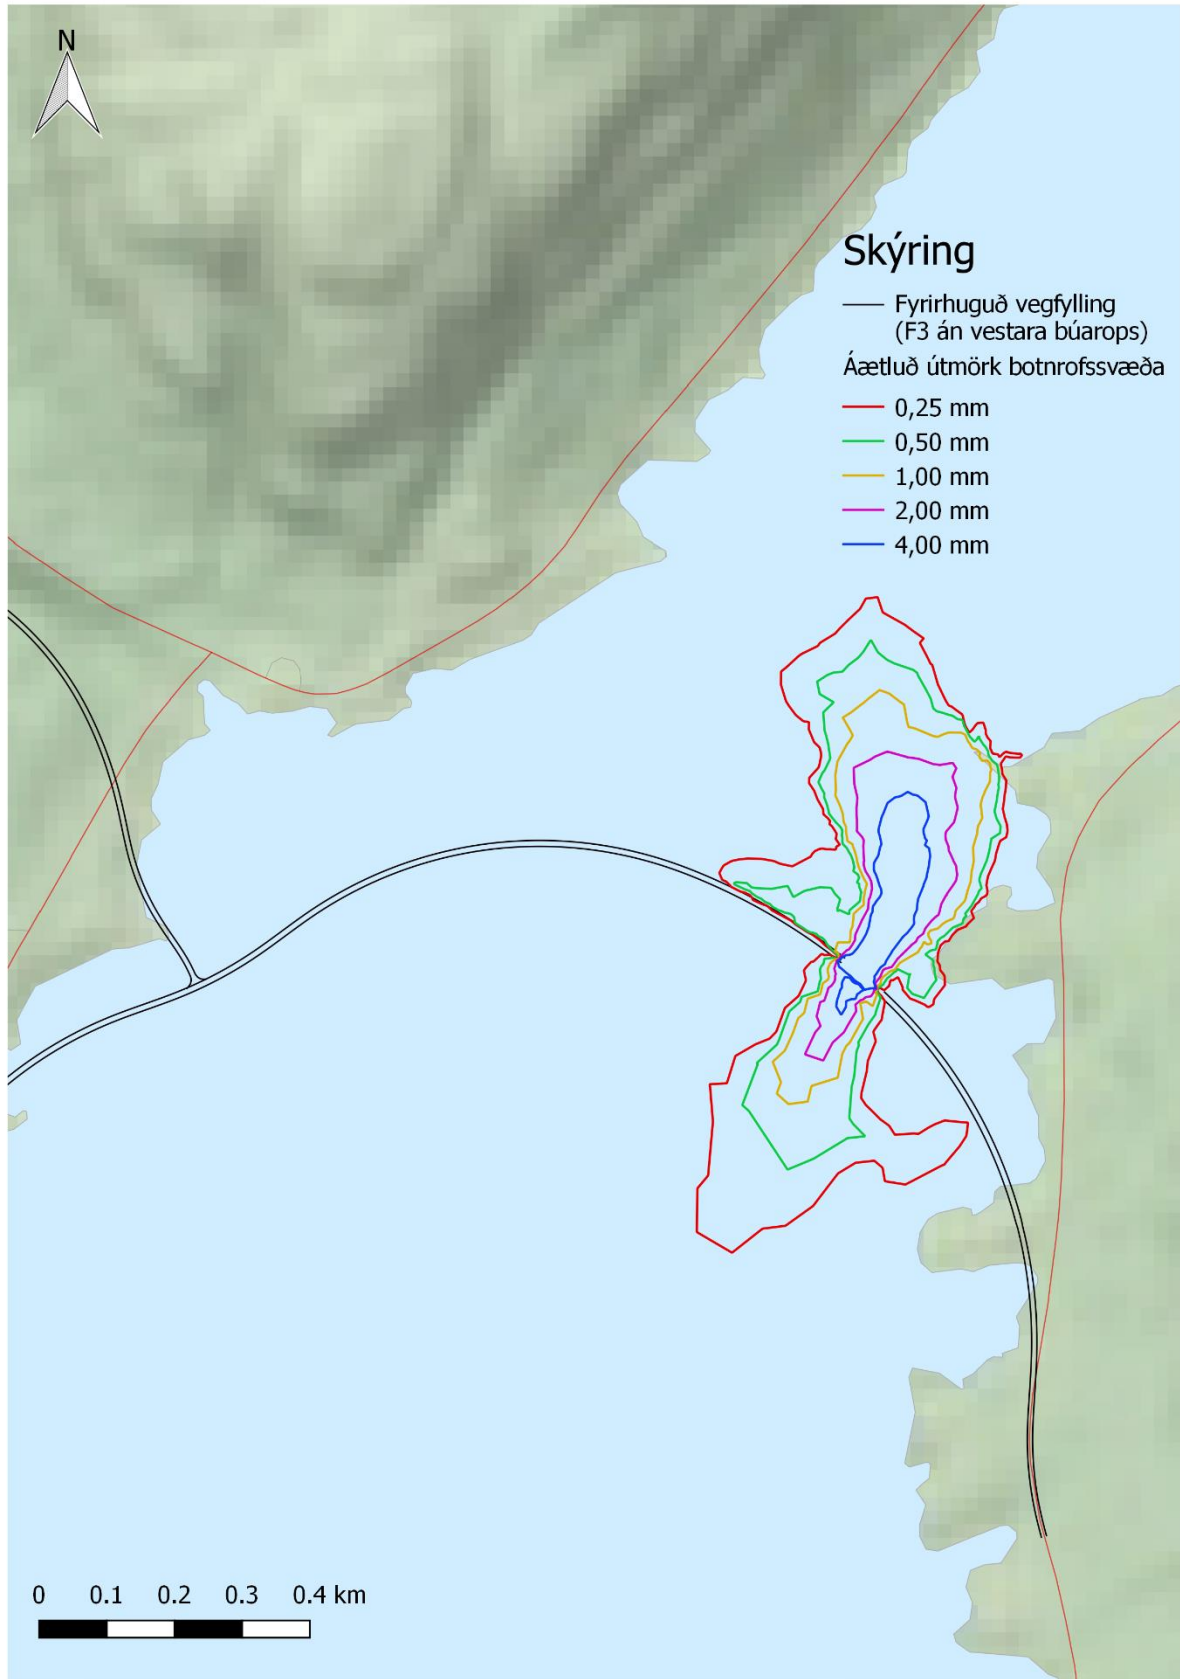 N
Skýring
Fyrirhuguð vegfylling
(F3 án vestara búarops)
Áætluð útmörk botnrofssvæða
0,25 mm
0,50 mm
1,00 mm
2,00 mm
4,00 mm
0 0.1 0.2 0.3 0.4 km